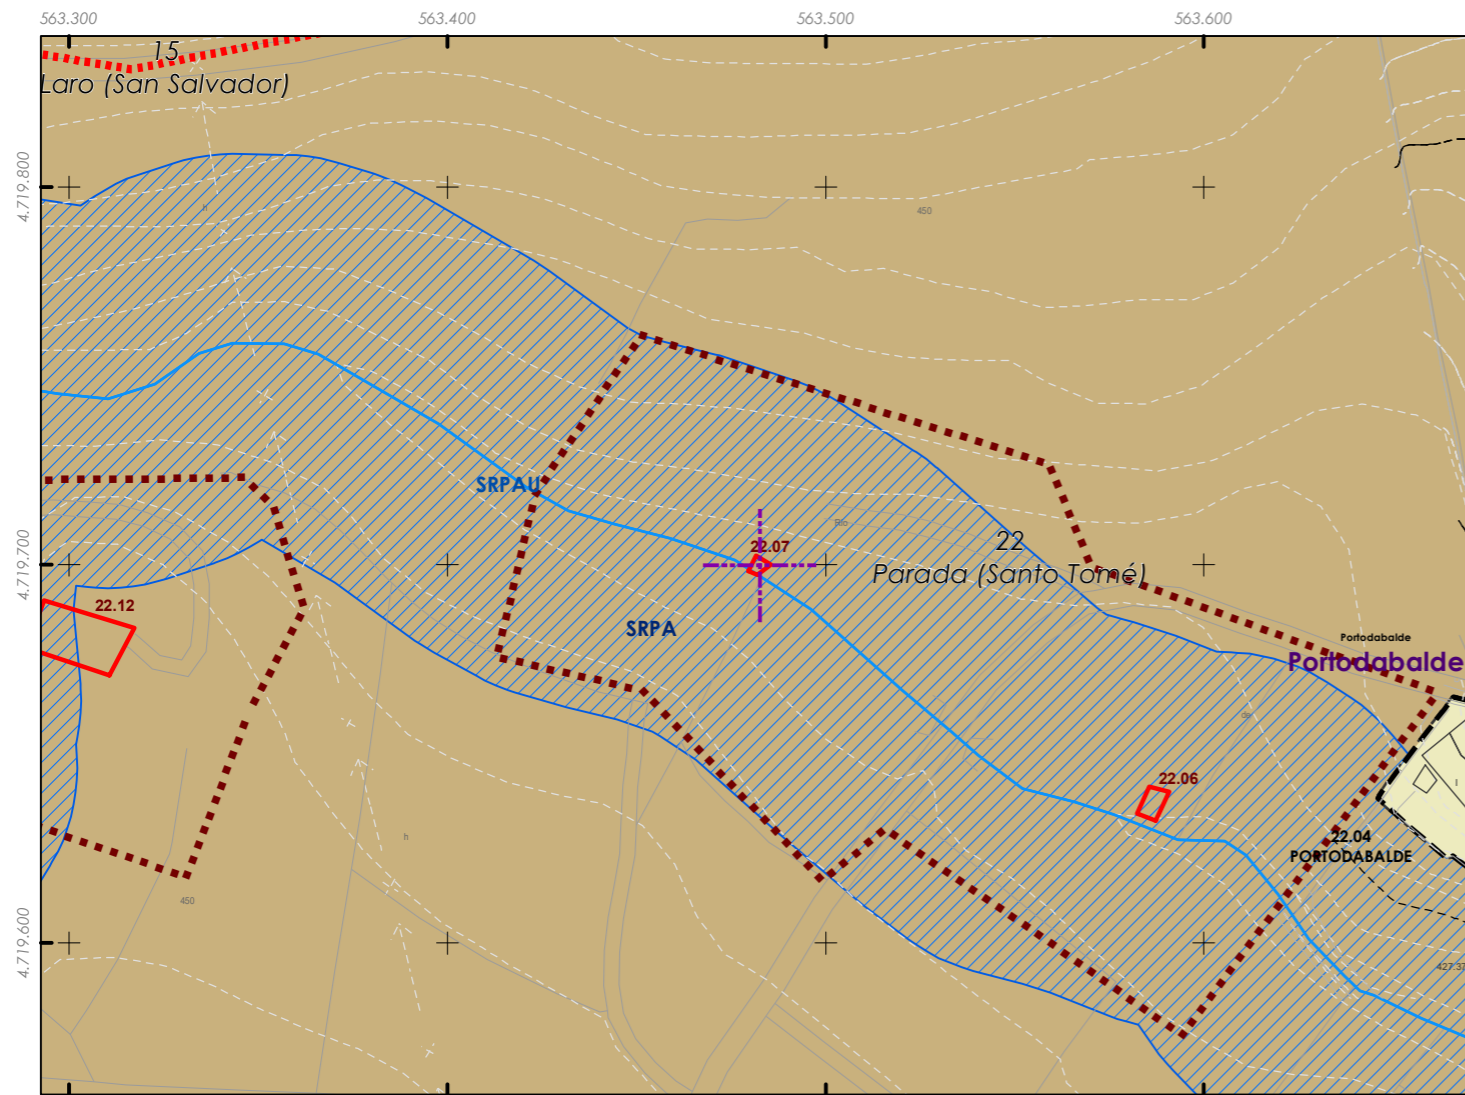 563.300
563.400
563.500
563.600
15
Laro (San Salvador)
4.719.800
h
450
SRPAU
22.07
Río
22
Parada (Santo Tomé)
4.719.700
22.12
SRPA
Portodabalde
Portodabalde
de
22.06
I
22.04
PORTODABALDE
h
450
4.719.600